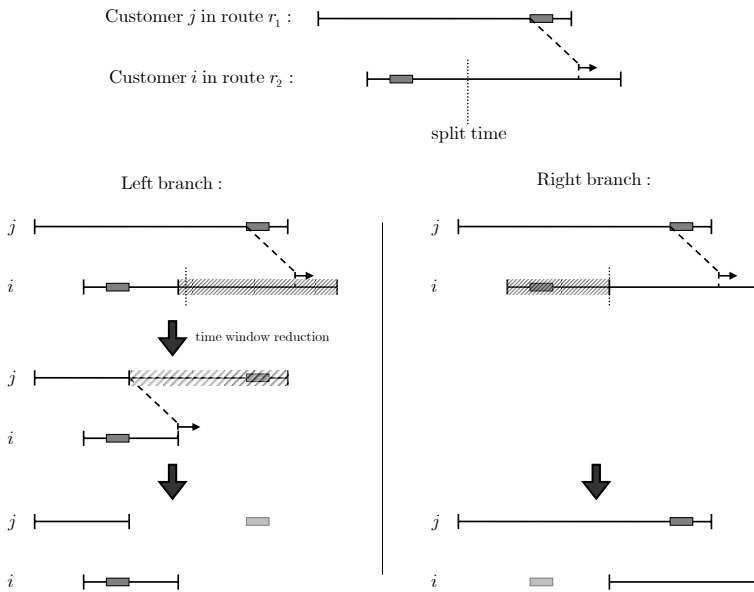 Customer j in route r₁ :
Customer i in route r₂ :
split time
Left branch :
Right branch :
j
j
i
i
time window reduction
j
i
j
j
i
i